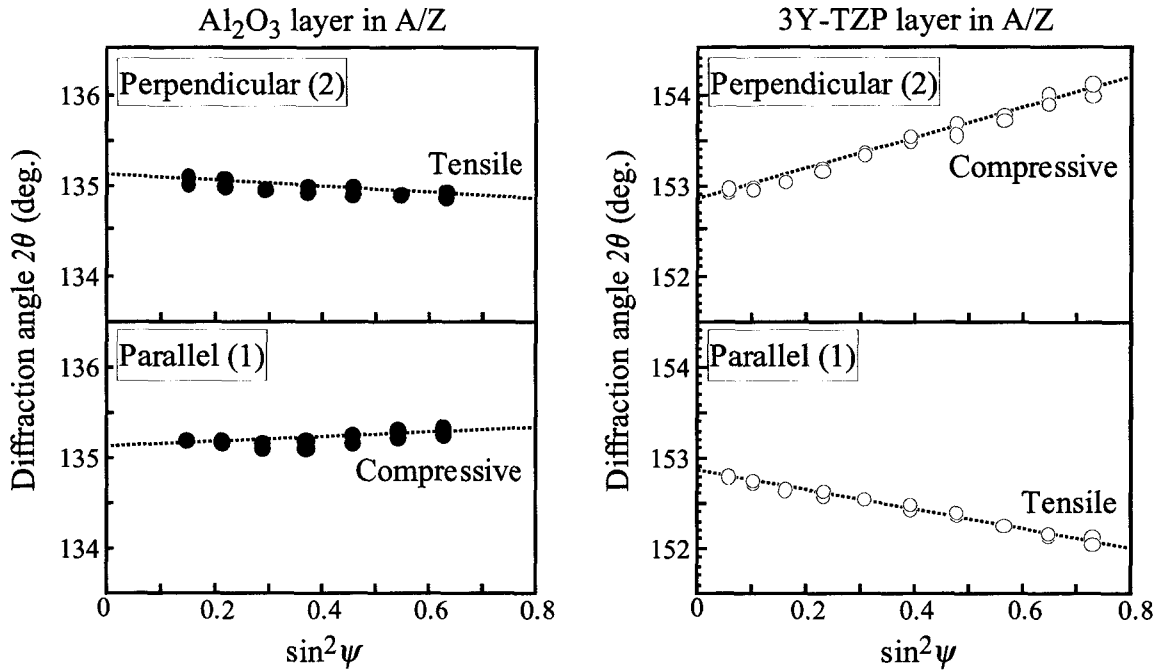 Al₂O₃ layer in A/Z
Perpendicular (2)
Tensile
136
135
134
Parallel (1)
Compressive
136
135
134
Diffraction angle 2θ (deg.)
0 0.2 0.4 0.6 0.8
sin²ψ
3Y-TZP layer in A/Z
Perpendicular (2)
Compressive
154
153
152
Parallel (1)
Tensile
154
153
152
Diffraction angle 2θ (deg.)
0 0.2 0.4 0.6 0.8
sin²ψ